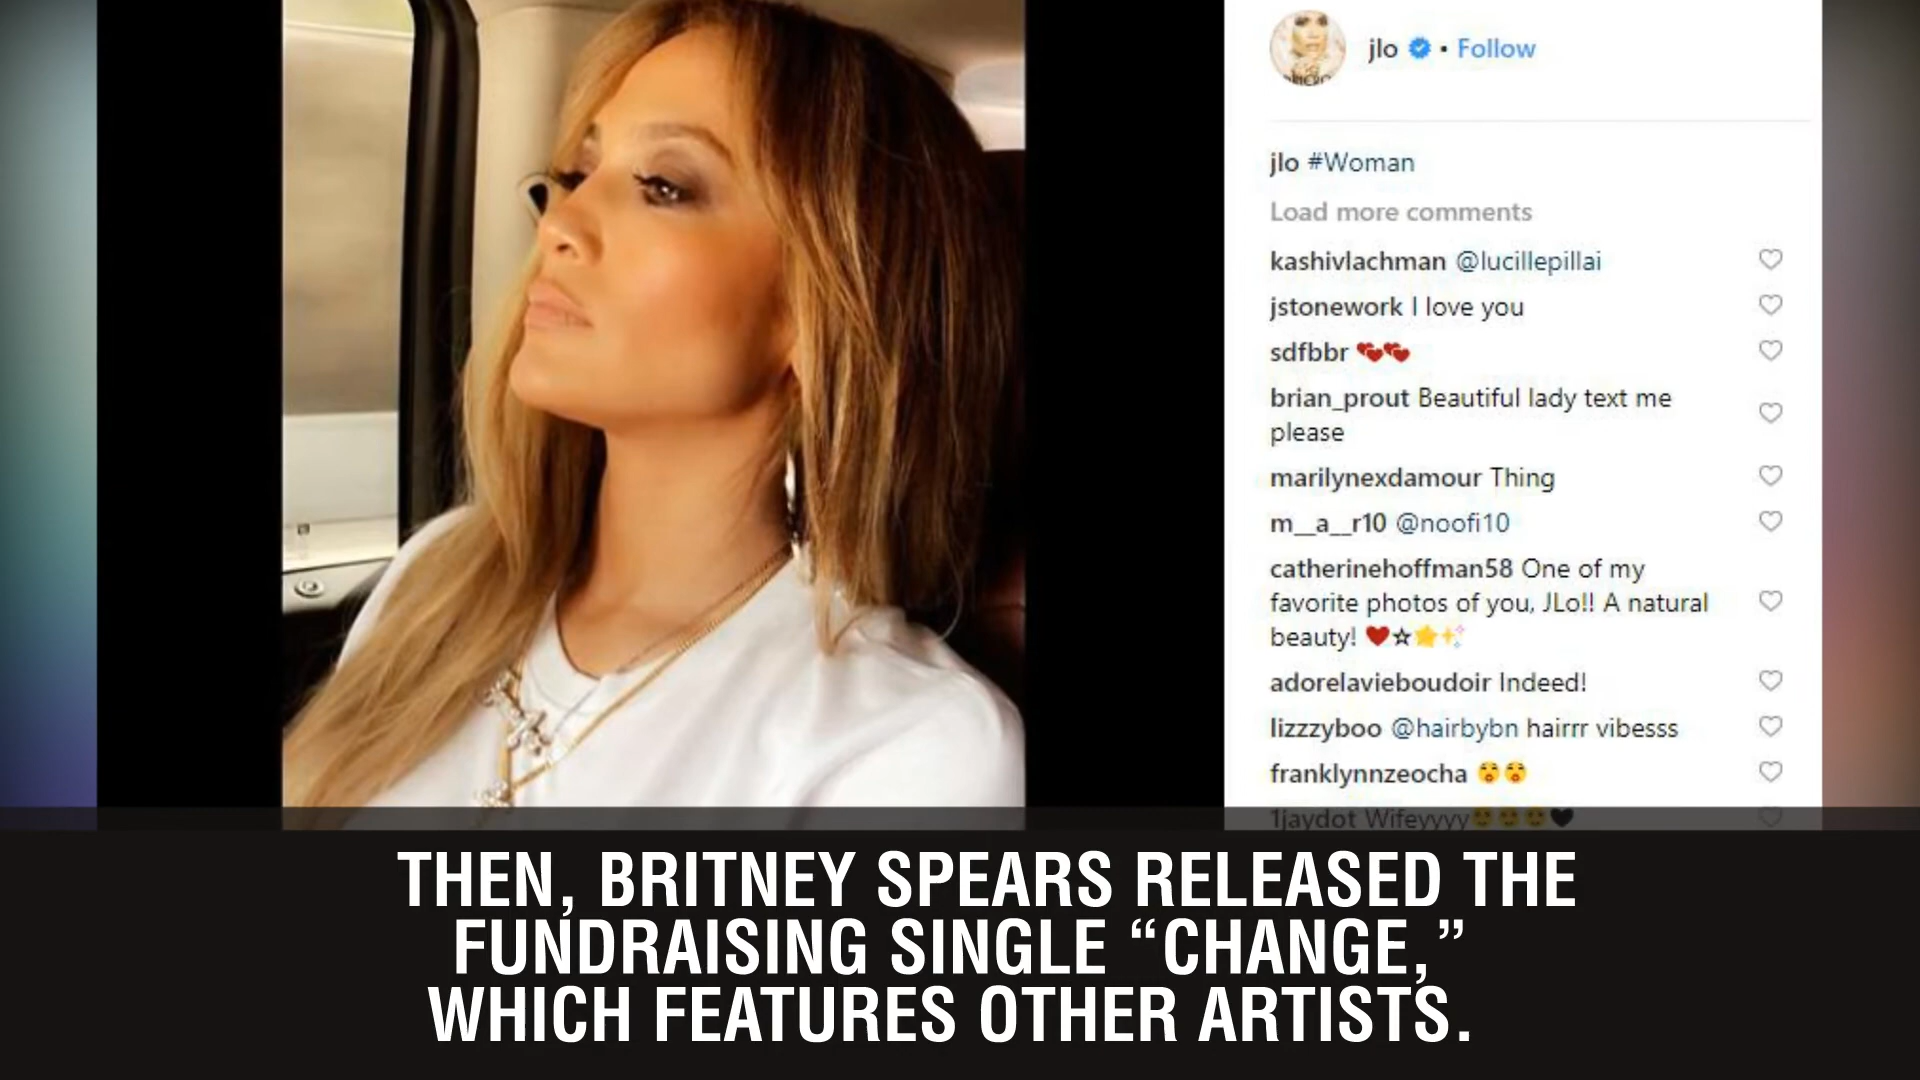 jlo • Follow
jlo #Woman
Load more comments
kashivlachman @lucillepillai
jstonework I love you
sdfbbr 💕💕
brian_prout Beautiful lady text me
please
marilynexdamour Thing
m__a__r10 @noofi10
catherinehoffman58 One of my
favorite photos of you, JLo!! A natural
beauty! ❤️☆⭐✨
adorelavieboudoir Indeed!
lizzzyboo @hairbybn hairrr vibesss
franklynnzeocha 😲😲
1jaydot Wifeyyyy😍😍😍🖤
THEN, BRITNEY SPEARS RELEASED THE
FUNDRAISING SINGLE “CHANGE,”
WHICH FEATURES OTHER ARTISTS.